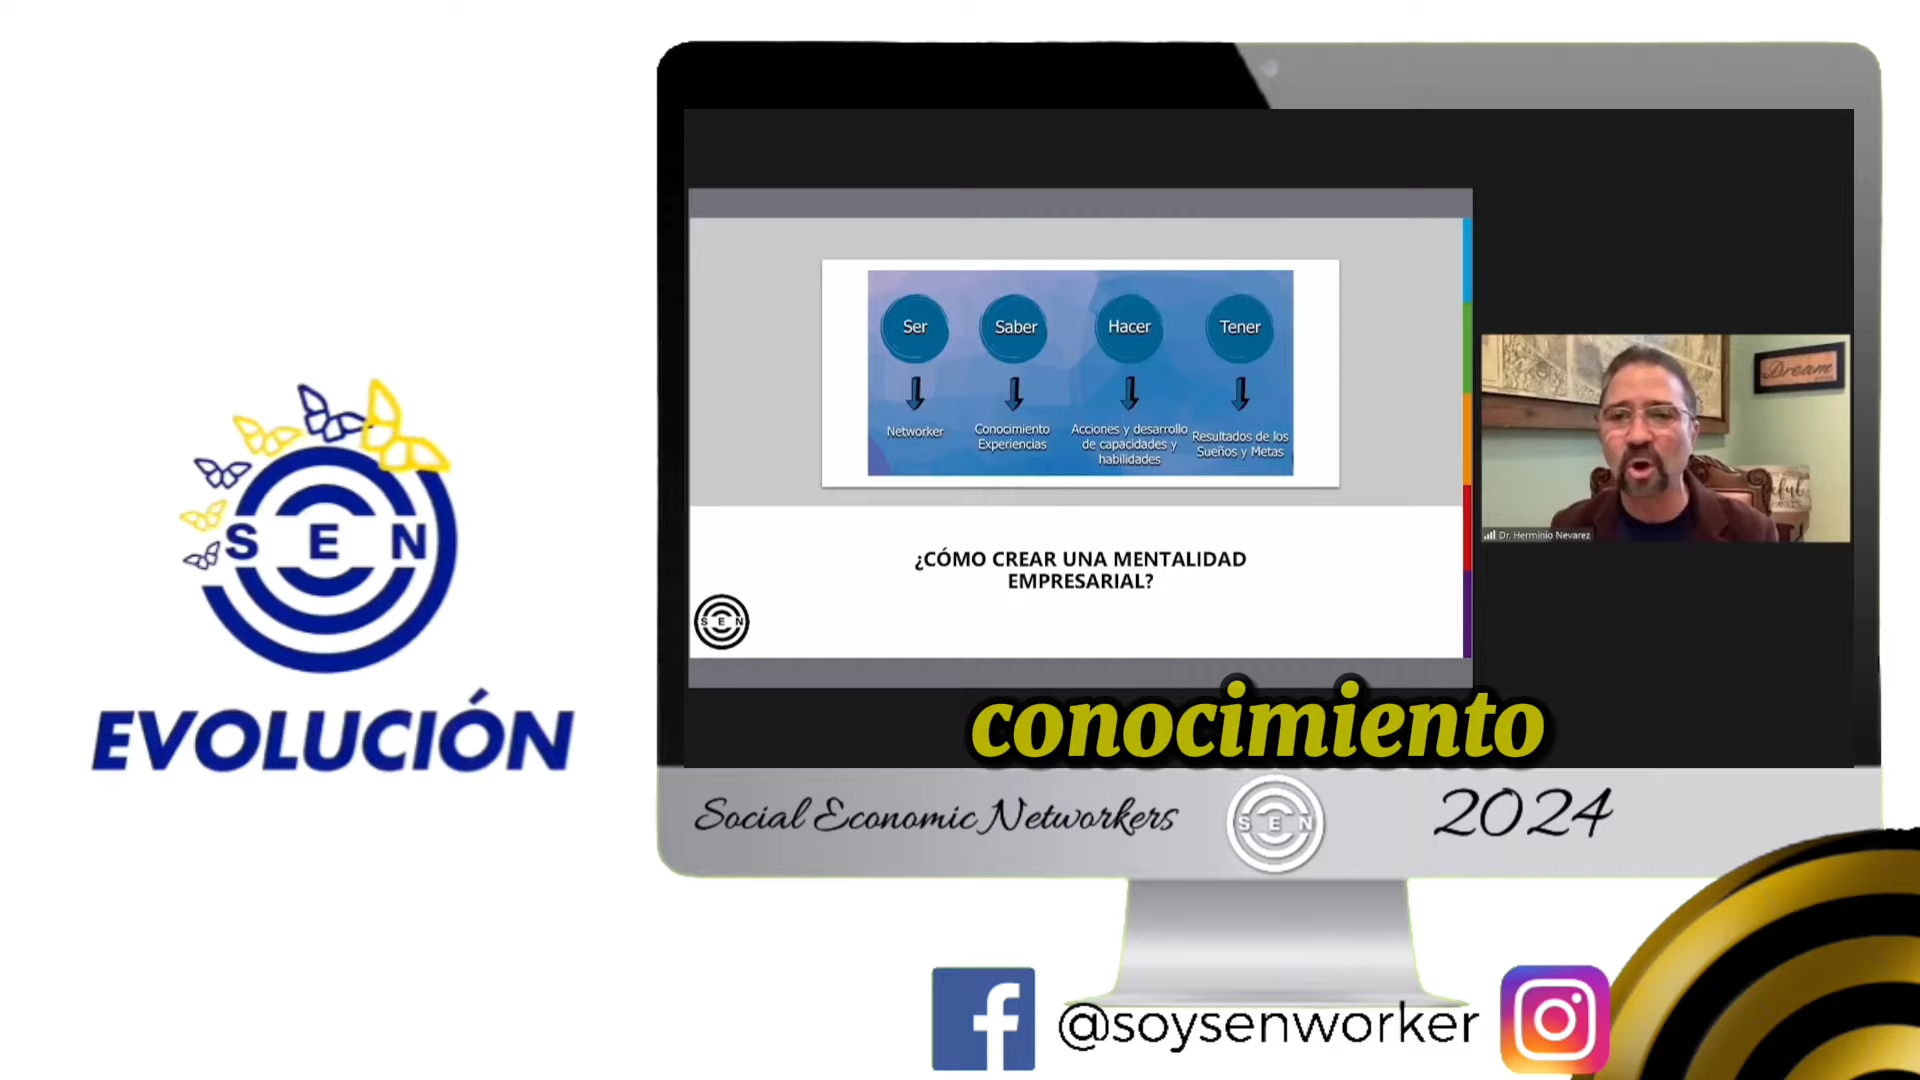 S E N
EVOLUCIÓN
Ser
Saber
Hacer
Tener
Networker
Conocimiento
Experiencias
Acciones y desarrollo
de capacidades y
habilidades
Resultados de los
Sueños y Metas
¿CÓMO CREAR UNA MENTALIDAD
EMPRESARIAL?
S E N
Dream
Dr. Herminio Nevarez
conocimiento
Social Economic Networkers
S E N
2024
@soysenworker